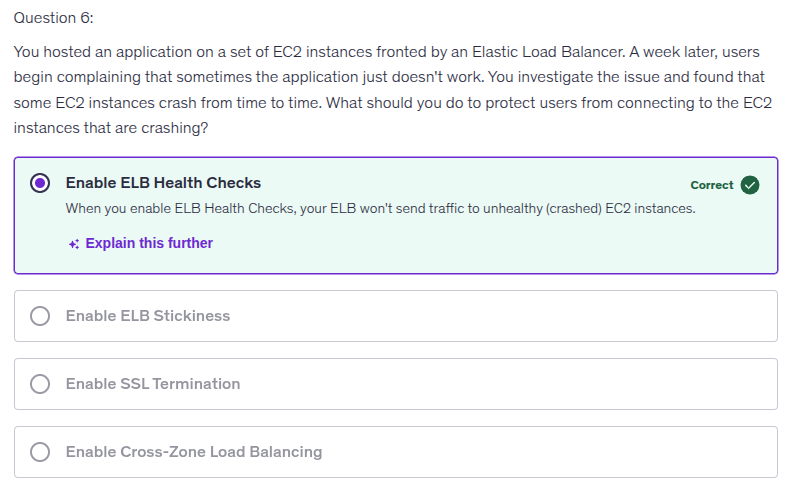 Question 6:
You hosted an application on a set of EC2 instances fronted by an Elastic Load Balancer. A week later, users
begin complaining that sometimes the application just doesn't work. You investigate the issue and found that
some EC2 instances crash from time to time. What should you do to protect users from connecting to the EC2
instances that are crashing?
Enable ELB Health Checks
Correct
When you enable ELB Health Checks, your ELB won't send traffic to unhealthy (crashed) EC2 instances.
Explain this further
Enable ELB Stickiness
Enable SSL Termination
Enable Cross-Zone Load Balancing